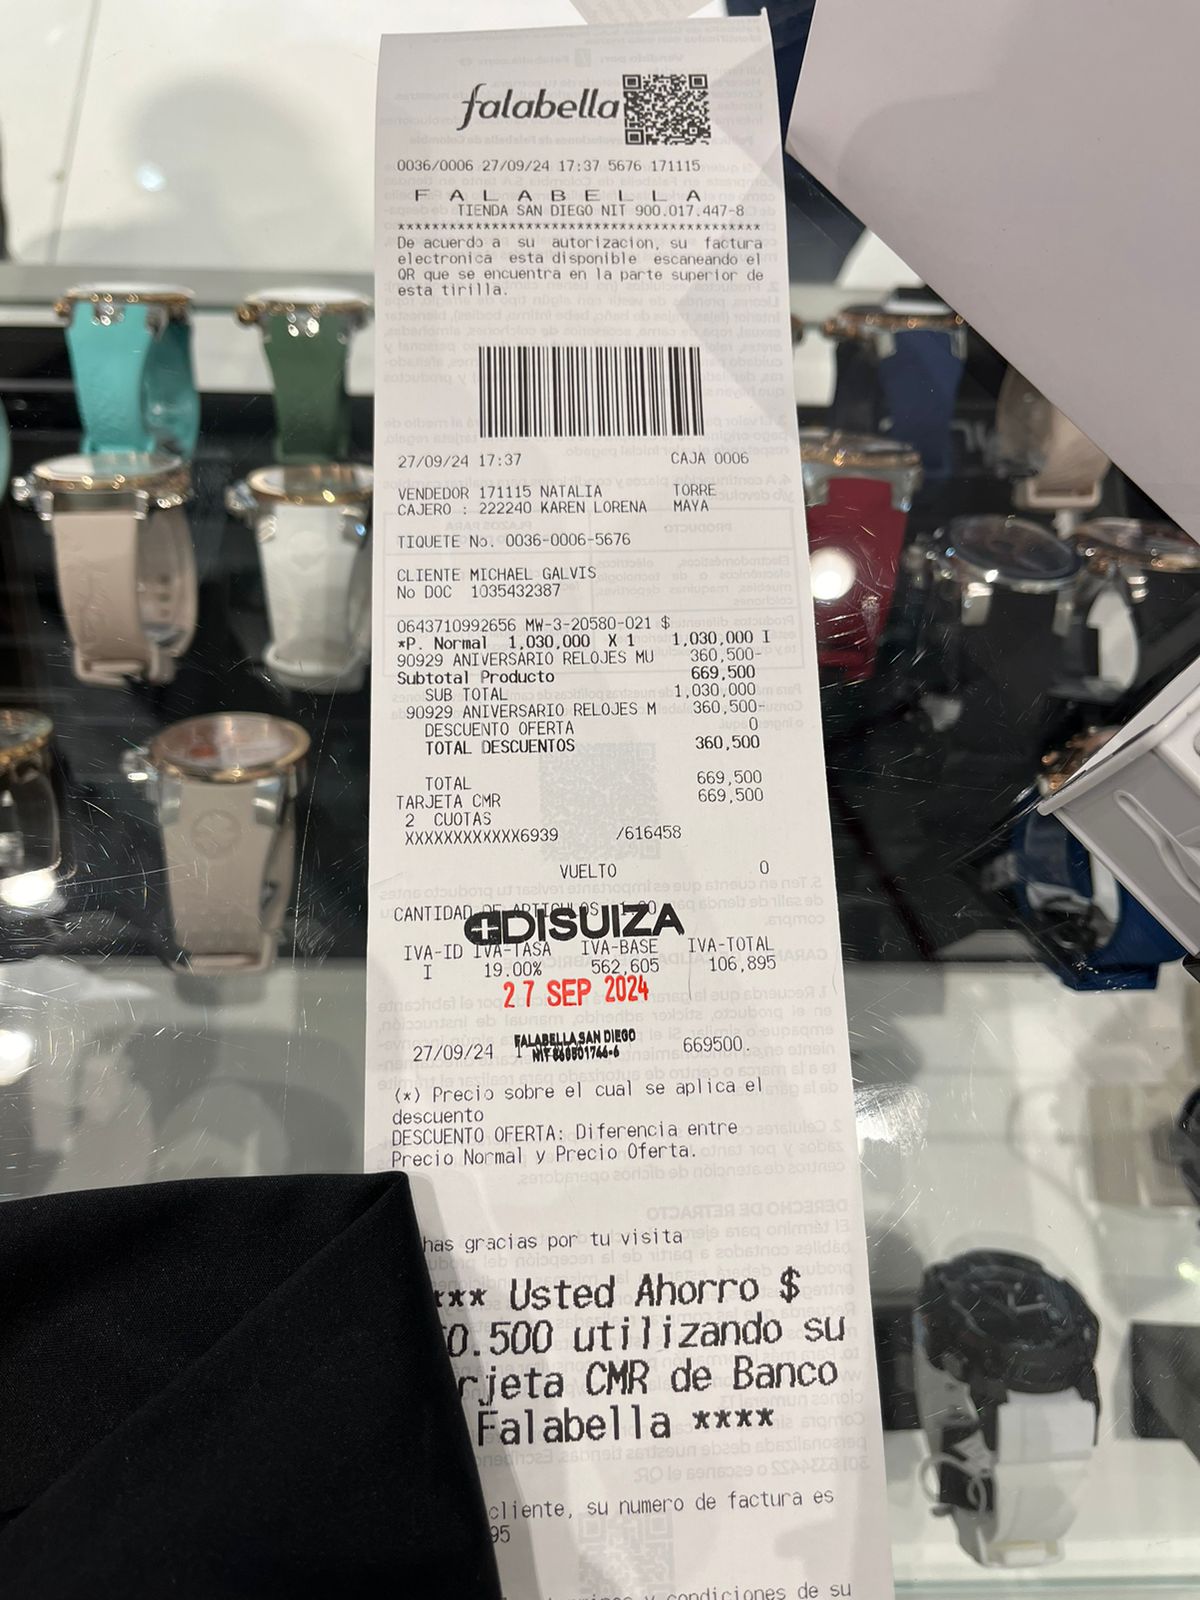 falabella
0036/0006 27/09/24 17:37 5676 171115
F A L A B E L L A
TIENDA SAN DIEGO NIT 900.017.447-8
**********************************************
De acuerdo a su autorizacion, su factura
electronica esta disponible escaneando el
QR que se encuentra en la parte superior de
esta tirilla.
27/09/24 17:37 CAJA 0006
VENDEDOR 171115 NATALIA TORRE
CAJERO : 222240 KAREN LORENA MAYA
TIQUETE No. 0036-0006-5676
CLIENTE MICHAEL GALVIS
No DOC 1035432387
0643710992656 MW-3-20580-021 $
*P. Normal 1,030,000 X 1 1,030,000 I
90929 ANIVERSARIO RELOJES MU 360,500-
Subtotal Producto 669,500
SUB TOTAL 1,030,000
90929 ANIVERSARIO RELOJES M 360,500-
DESCUENTO OFERTA 0
TOTAL DESCUENTOS 360,500
TOTAL 669,500
TARJETA CMR 669,500
2 CUOTAS
XXXXXXXXXXXX6939 /616458
VUELTO 0
CANTIDAD DE ARTICULOS
DISUIZA
IVA-ID IVA-TASA IVA-BASE IVA-TOTAL
I 19.00% 562,605 106,895
27 SEP 2024
FALABELLA SAN DIEGO
27/09/24 669500.
(*) Precio sobre el cual se aplica el
descuento
DESCUENTO OFERTA: Diferencia entre
Precio Normal y Precio Oferta.
has gracias por tu visita
*** Usted Ahorro $
0.500 utilizando su
rjeta CMR de Banco
Falabella ****
cliente, su numero de factura es
95
y condiciones de su